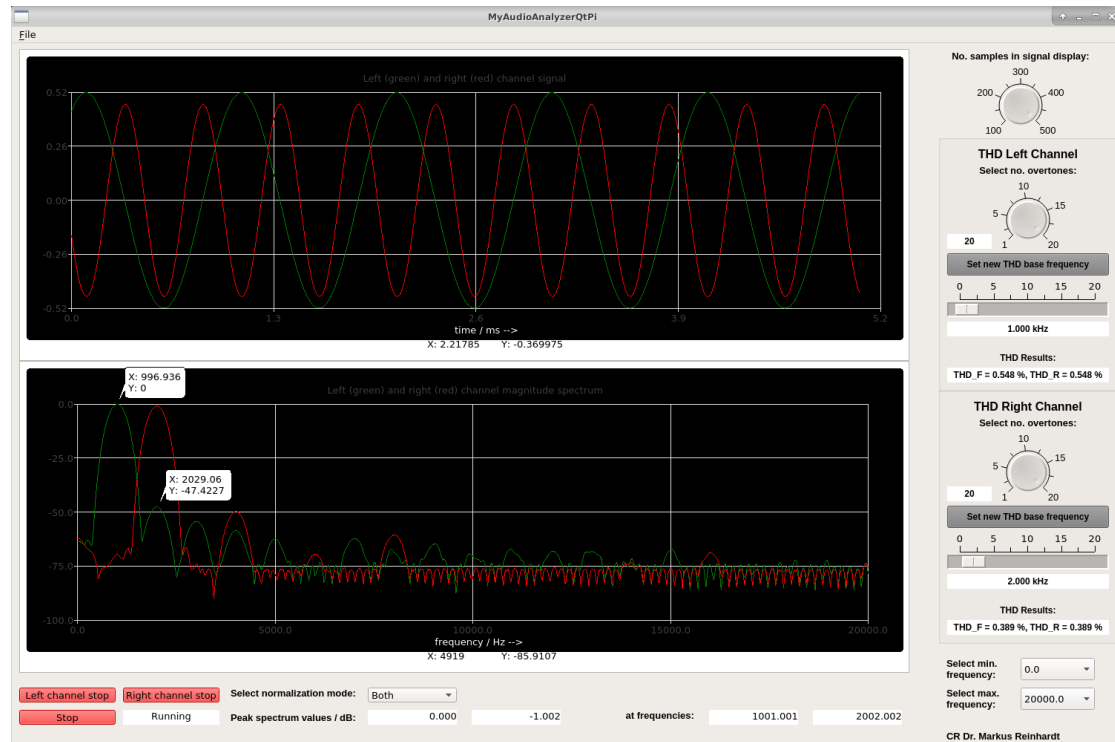 MyAudioAnalyzerQtPi
File
Left (green) and right (red) channel signal
0.52
0.26
0.00
-0.26
-0.52
0.0 1.3 2.6 3.9 5.2
time / ms -->
X: 2.21785 Y: -0.369975
X: 996.936
Y: 0
Left (green) and right (red) channel magnitude spectrum
X: 2029.06
Y: -47.4227
0.0
-25.0
-50.0
-75.0
-100.0
0.0 5000.0 10000.0 15000.0 20000.0
frequency / Hz -->
X: 4919 Y: -85.9107
Left channel stop Right channel stop Select normalization mode: Both
Stop Running Peak spectrum values / dB: 0.000 -1.002 at frequencies: 1001.001 2002.002
No. samples in signal display:
300
200 400
100 500
THD Left Channel
Select no. overtones:
10
5 15
20 1 20
Set new THD base frequency
0 5 10 15 20
1.000 kHz
THD Results:
THD_F = 0.548 %, THD_R = 0.548 %
THD Right Channel
Select no. overtones:
10
5 15
20 1 20
Set new THD base frequency
0 5 10 15 20
2.000 kHz
THD Results:
THD_F = 0.389 %, THD_R = 0.389 %
Select min.
frequency: 0.0
Select max.
frequency: 20000.0
CR Dr. Markus Reinhardt